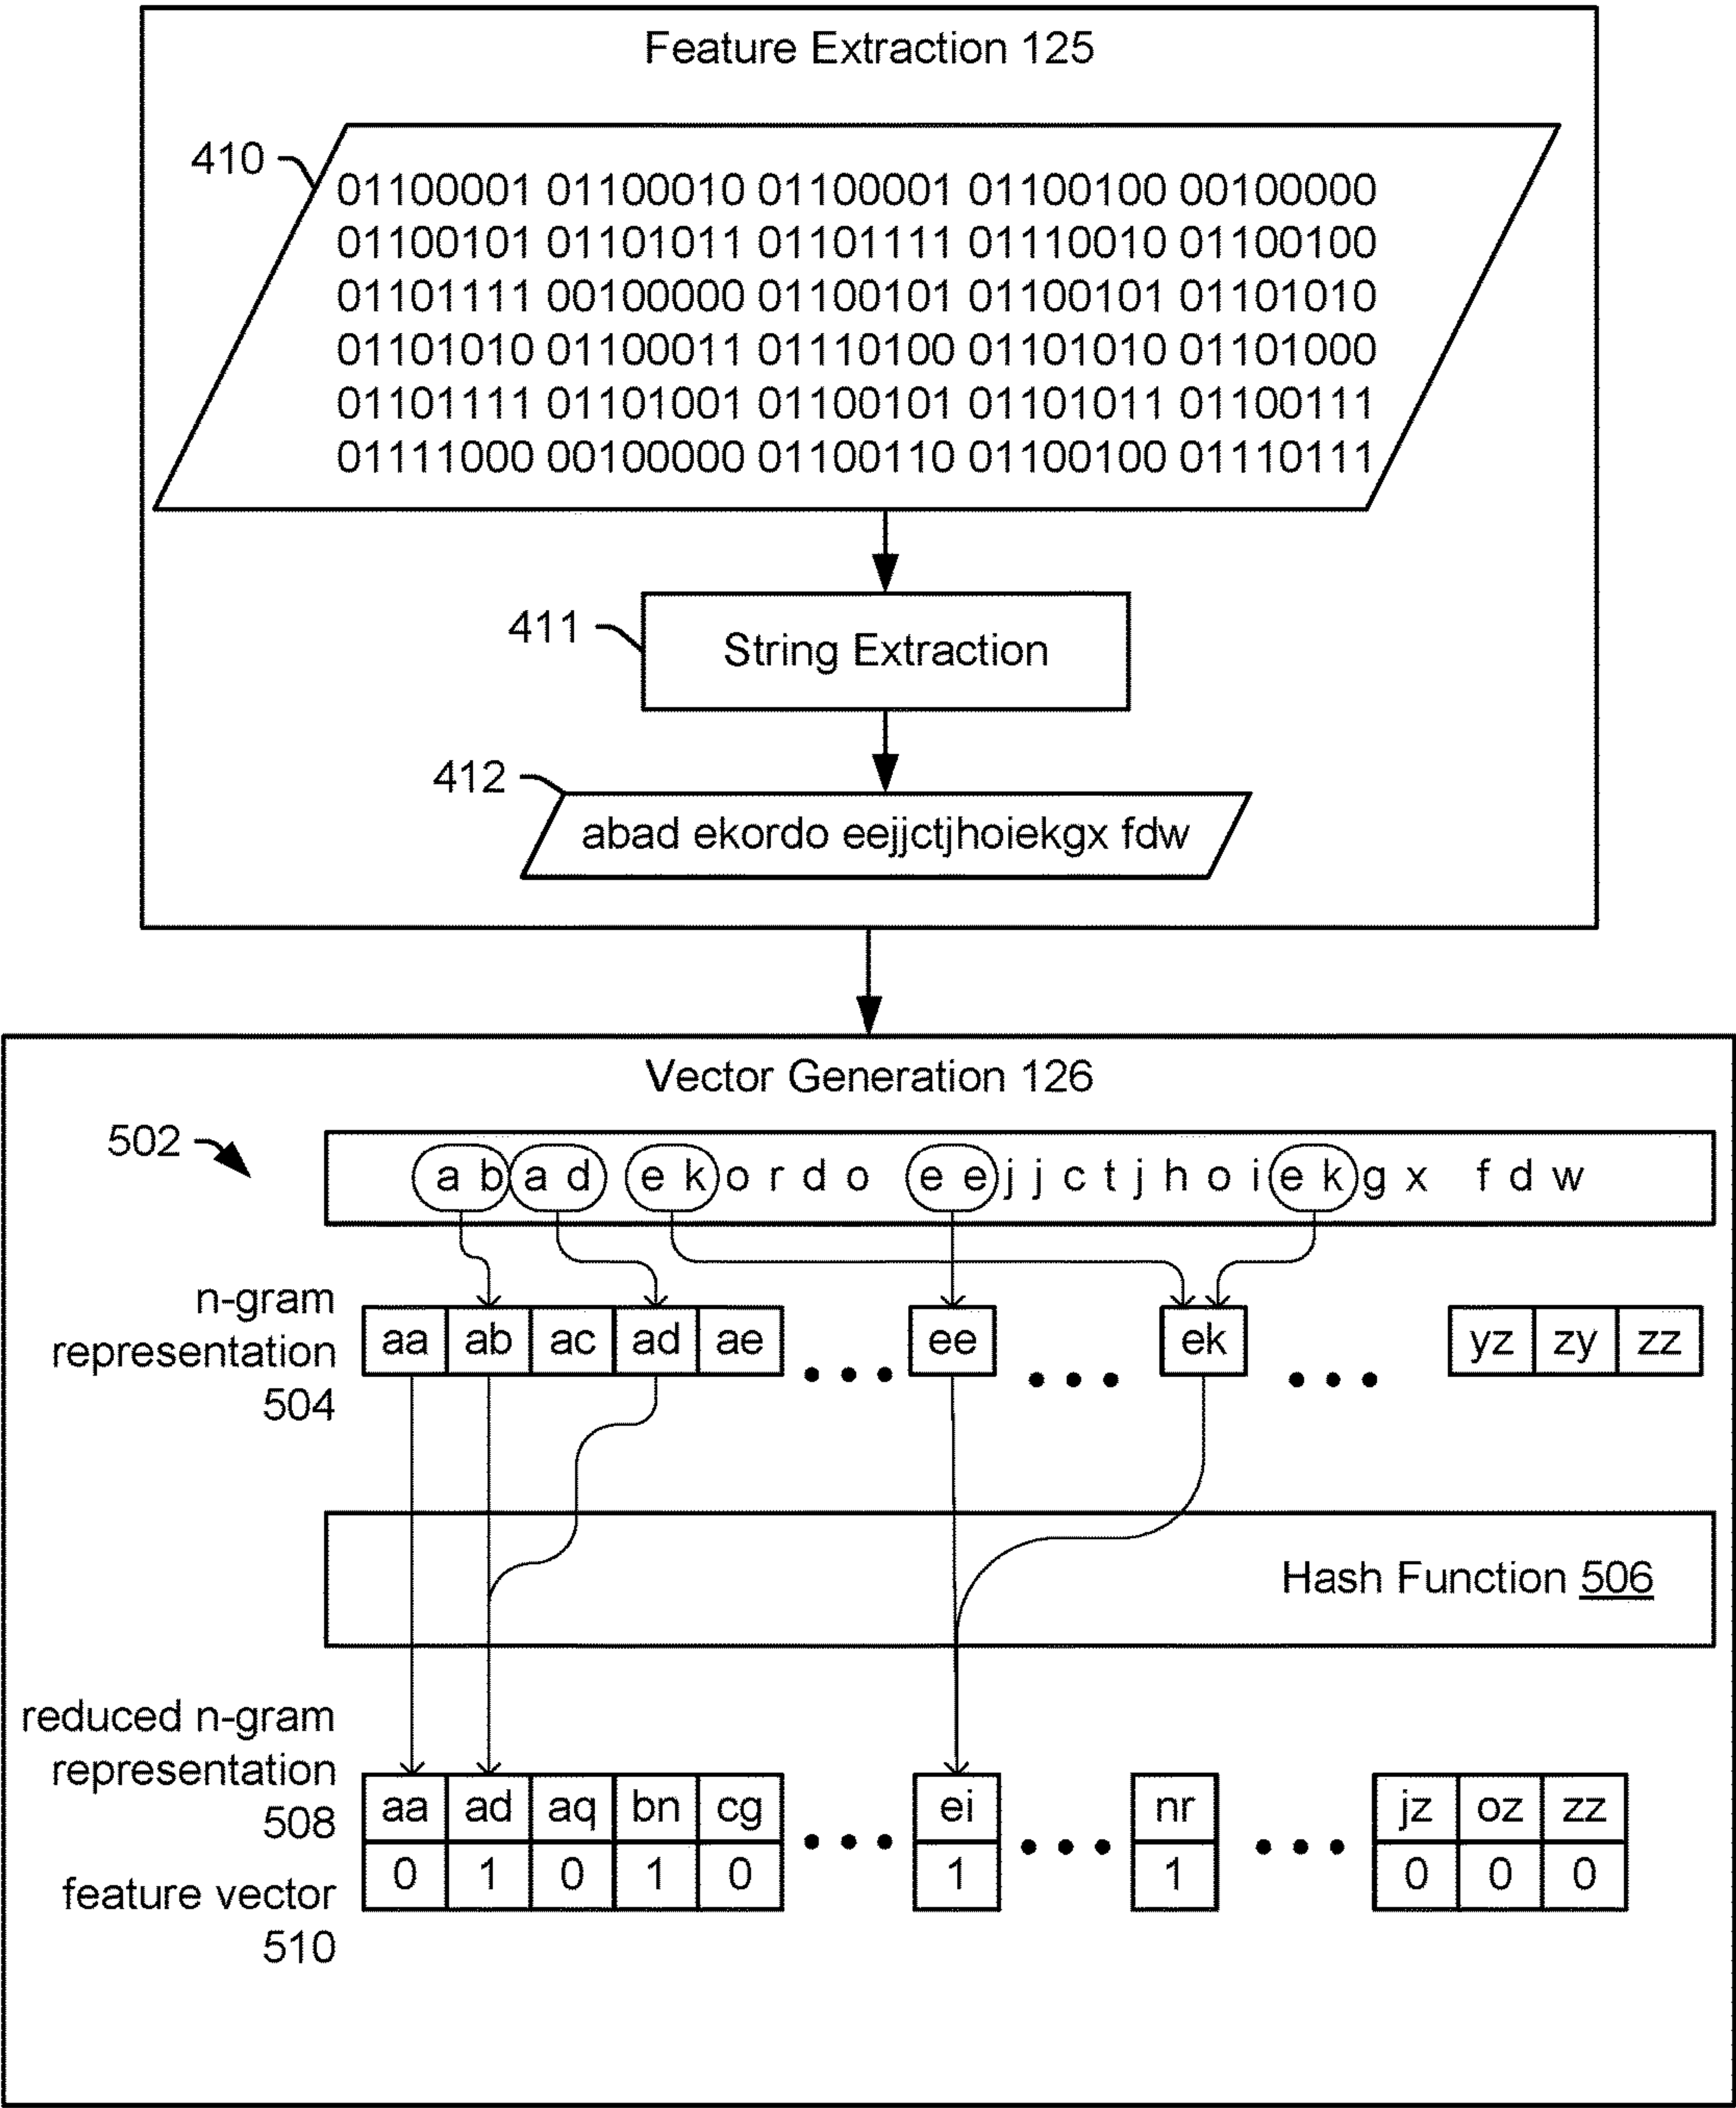 Feature Extraction 125
410
01100001 01100010 01100001 01100100 00100000
01100101 01101011 01101111 01110010 01100100
01101111 00100000 01100101 01100101 01101010
01101010 01100011 01110100 01101010 01101000
01101111 01101001 01100101 01101011 01100111
01111000 00100000 01100110 01100100 01110111
411
String Extraction
412
abad ekordo eejjctjhoiekgx fdw
Vector Generation 126
502
a b a d e k o r d o e e j j c t j h o i e k g x f d w
n-gram
representation
504
aa ab ac ad ae ee ek yz zy zz
Hash Function 506
reduced n-gram
representation
508
aa ad aq bn cg ei nr jz oz zz
feature vector
510
0 1 0 1 0 1 1 0 0 0